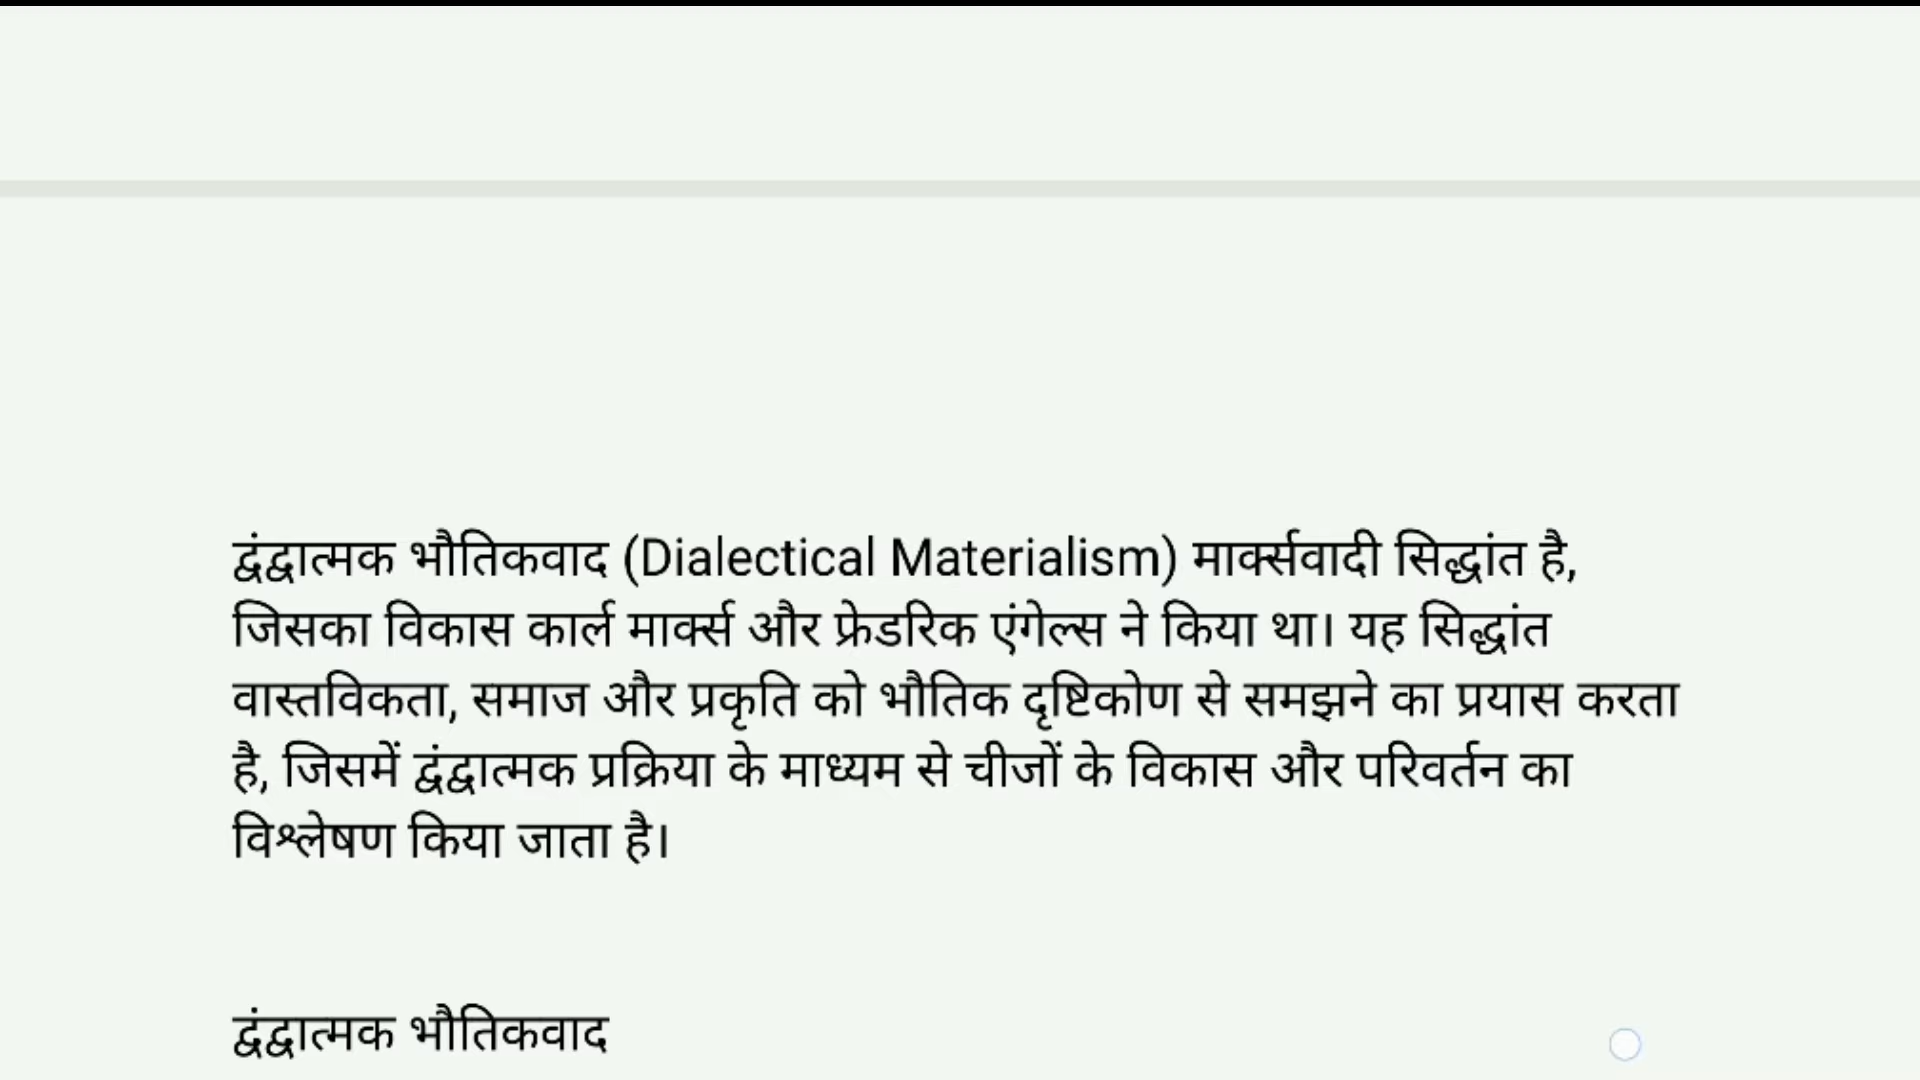 द्वंद्वात्मक भौतिकवाद (Dialectical Materialism) मार्क्सवादी सिद्धांत है,
जिसका विकास कार्ल मार्क्स और फ्रेडरिक एंगेल्स ने किया था। यह सिद्धांत
वास्तविकता, समाज और प्रकृति को भौतिक दृष्टिकोण से समझने का प्रयास करता
है, जिसमें द्वंद्वात्मक प्रक्रिया के माध्यम से चीजों के विकास और परिवर्तन का
विश्लेषण किया जाता है।
द्वंद्वात्मक भौतिकवाद